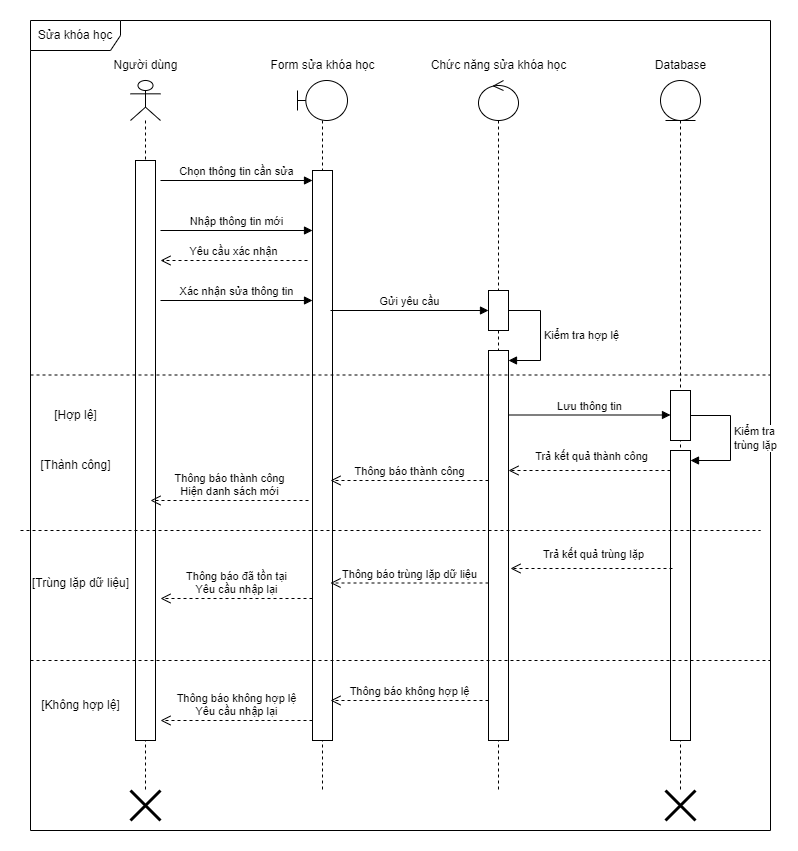 Sửa khóa học
Người dùng
Form sửa khóa học
Chức năng sửa khóa học
Database
Chọn thông tin cần sửa
Nhập thông tin mới
Yêu cầu xác nhận
Xác nhận sửa thông tin
Gửi yêu cầu
Kiểm tra hợp lệ
[Hợp lệ]
Lưu thông tin
Kiểm tra
trùng lặp
[Thành công]
Trả kết quả thành công
Thông báo thành công
Thông báo thành công
Hiện danh sách mới
Trả kết quả trùng lặp
[Trùng lặp dữ liệu]
Thông báo trùng lặp dữ liệu
Thông báo đã tồn tại
Yêu cầu nhập lại
[Không hợp lệ]
Thông báo không hợp lệ
Thông báo không hợp lệ
Yêu cầu nhập lại